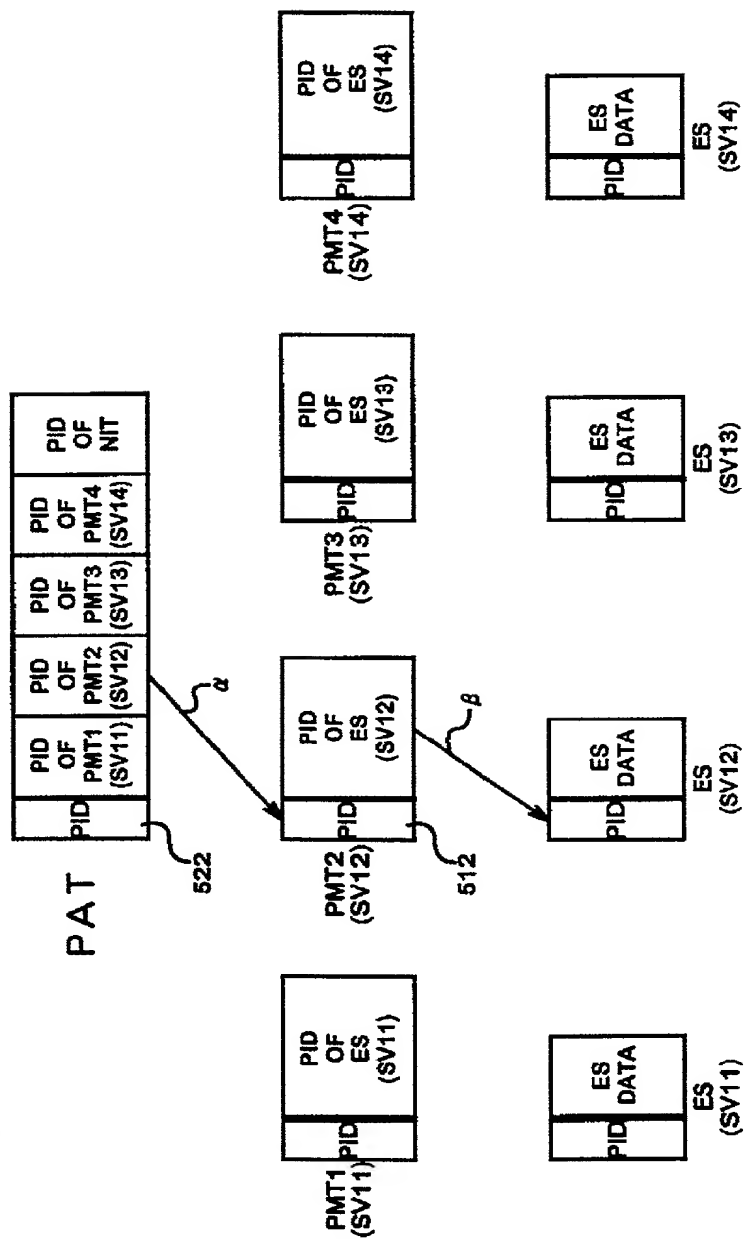 PAT
PID
PID
OF
PMT1
(SV11)
PID
OF
PMT2
(SV12)
PID
OF
PMT3
(SV13)
PID
OF
PMT4
(SV14)
PID
OF
NIT
522
α
PMT1
(SV11)
PID
PID
OF
ES
(SV11)
PMT2
(SV12)
PID
PID
OF
ES
(SV12)
512
β
PMT3
(SV13)
PID
PID
OF
ES
(SV13)
PMT4
(SV14)
PID
PID
OF
ES
(SV14)
PID
ES
DATA
ES
(SV11)
PID
ES
DATA
ES
(SV12)
PID
ES
DATA
ES
(SV13)
PID
ES
DATA
ES
(SV14)